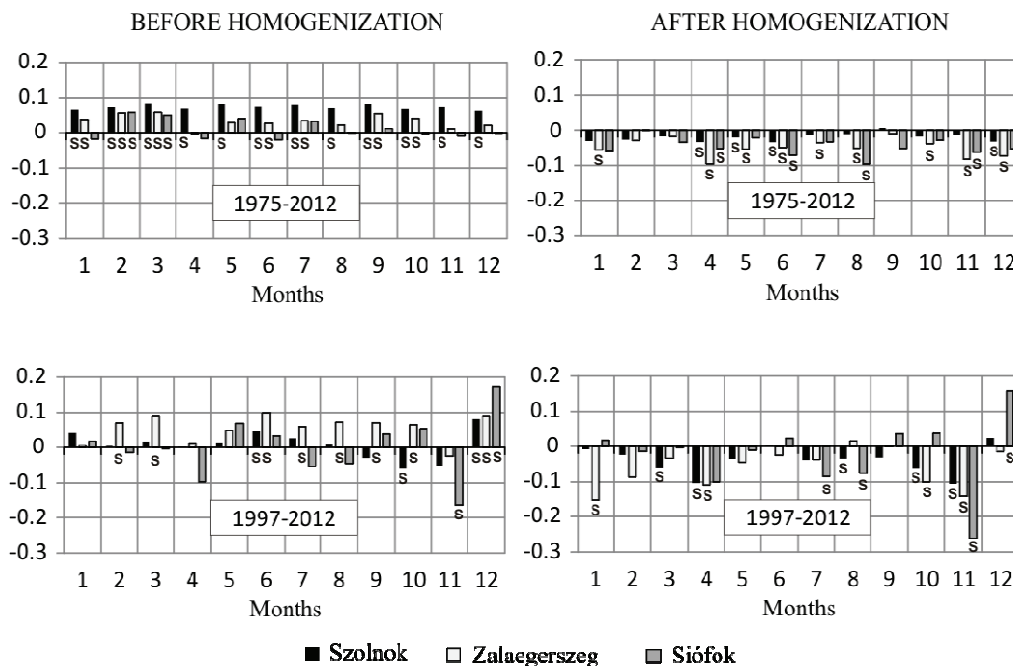 BEFORE HOMOGENIZATION
0.2
0.1
0
SS SSS SSS S S SS SS S SS SS S S
-0.1
1975-2012
-0.2
-0.3
1 2 3 4 5 6 7 8 9 10 11 12
Months
AFTER HOMOGENIZATION
0.2
0.1
0
S S S S S S S S S S S S S S S S S
-0.1
1975-2012
-0.2
-0.3
1 2 3 4 5 6 7 8 9 10 11 12
Months
0.2
0.1
0
S S SS S S S S S SSS
-0.1
1997-2012
-0.2
-0.3
1 2 3 4 5 6 7 8 9 10 11 12
Months
0.2
0.1
0
S S S S S S S S S S S S S
-0.1
1997-2012
-0.2
-0.3
1 2 3 4 5 6 7 8 9 10 11 12
Months
Szolnok Zalaegerszeg Siófok